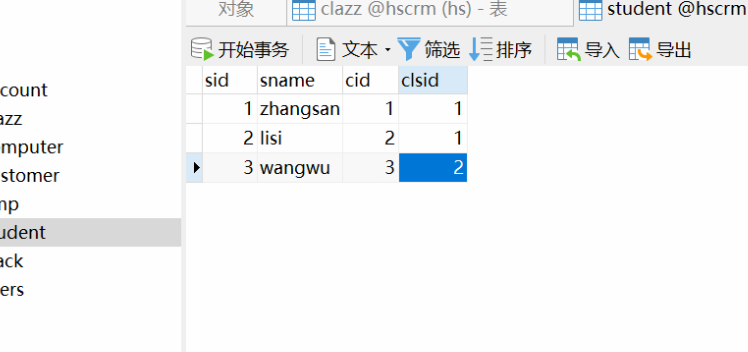 对象 clazz @hscrm (hs) - 表 student @hscrm
开始事务 文本 筛选 排序 导入 导出
sid sname cid clsid
1 zhangsan 1 1
2 lisi 2 1
3 wangwu 3 2
count
azz
mputer
stomer
mp
udent
ack
ers